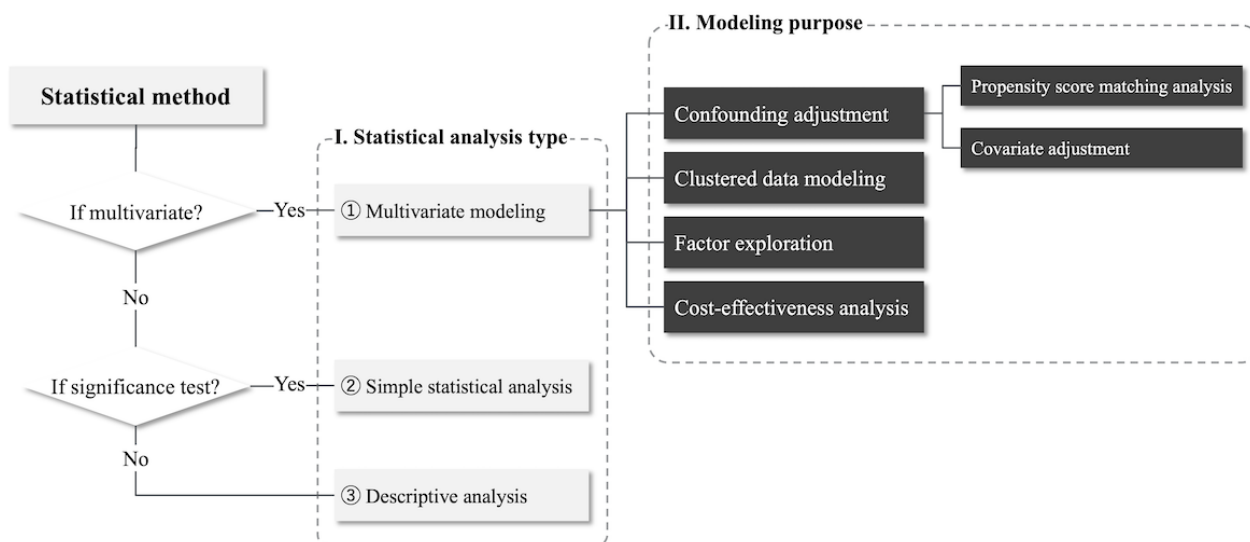 Statistical method
If multivariate?
Yes
No
If significance test?
Yes
No
I. Statistical analysis type
① Multivariate modeling
② Simple statistical analysis
③ Descriptive analysis
II. Modeling purpose
Confounding adjustment
Clustered data modeling
Factor exploration
Cost-effectiveness analysis
Propensity score matching analysis
Covariate adjustment